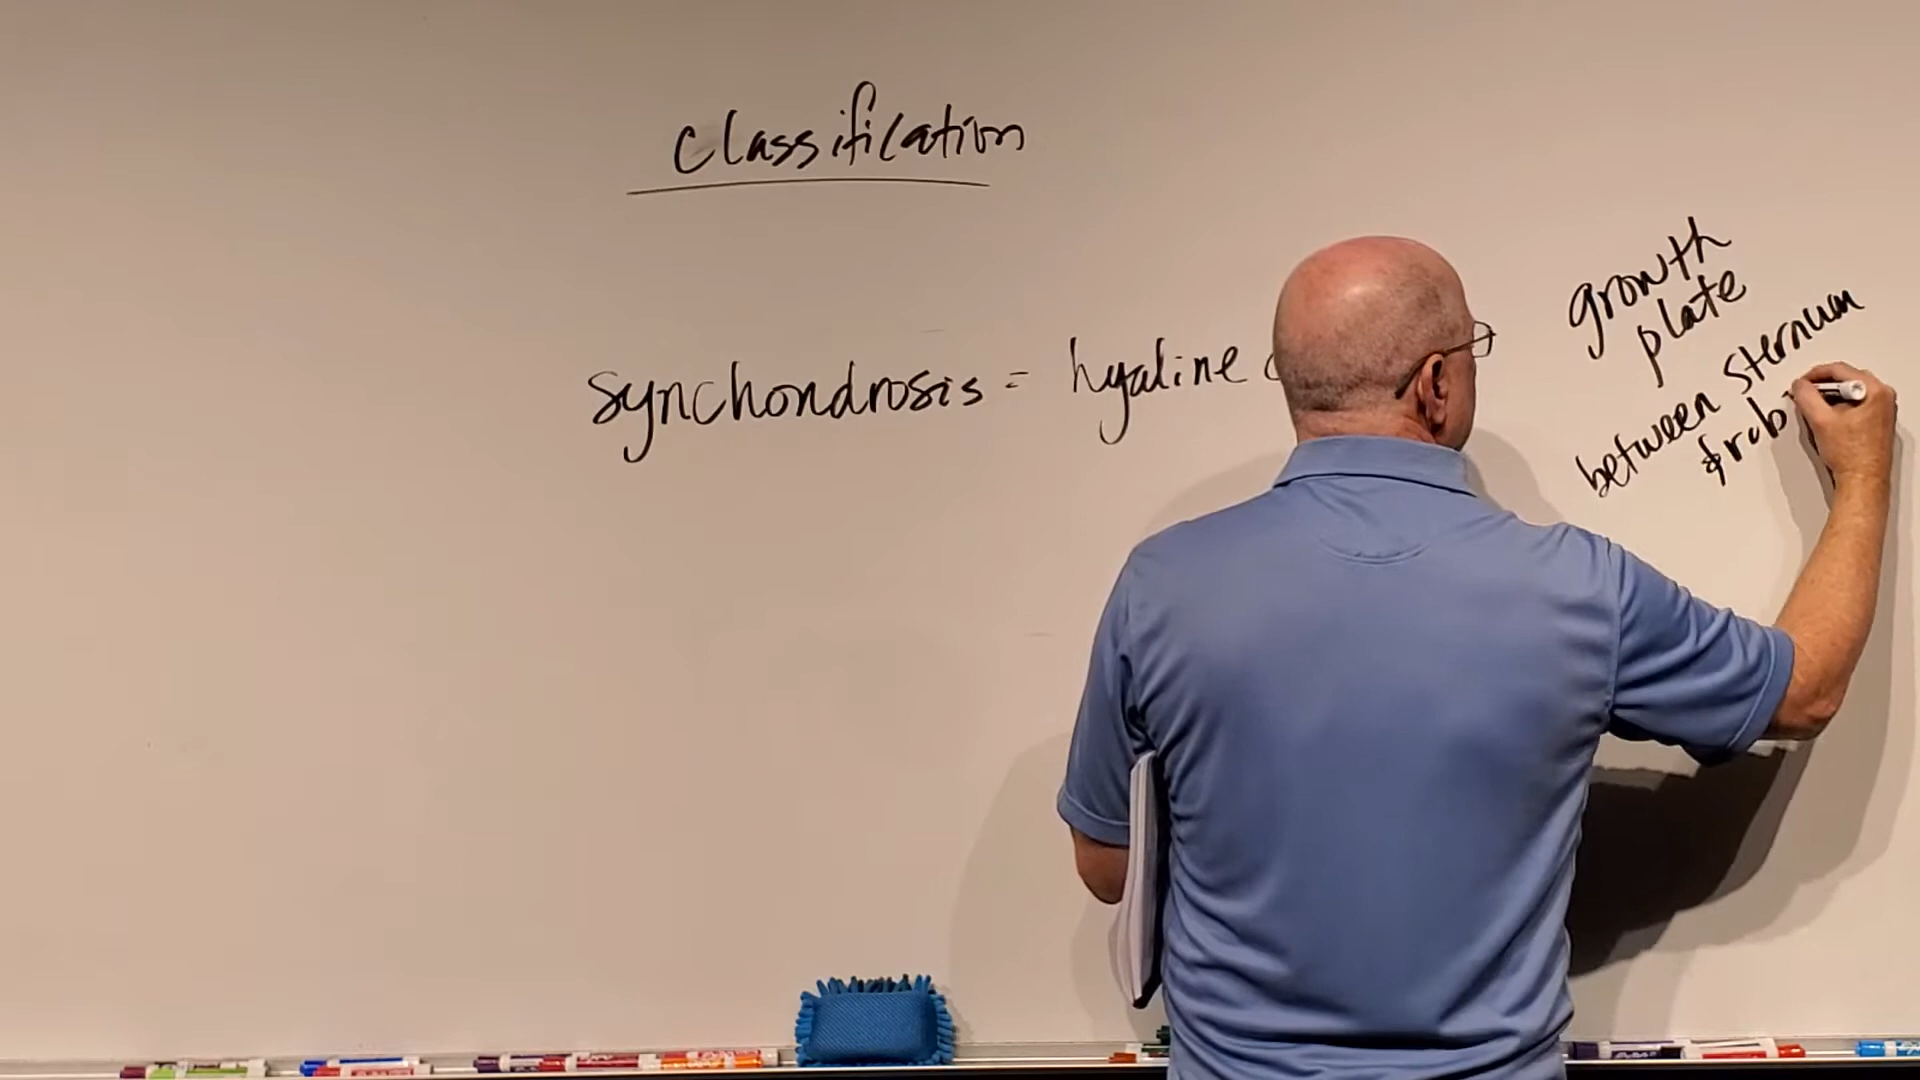 classification
synchondrosis = hyaline c
growth
plate
between sternum
& rib